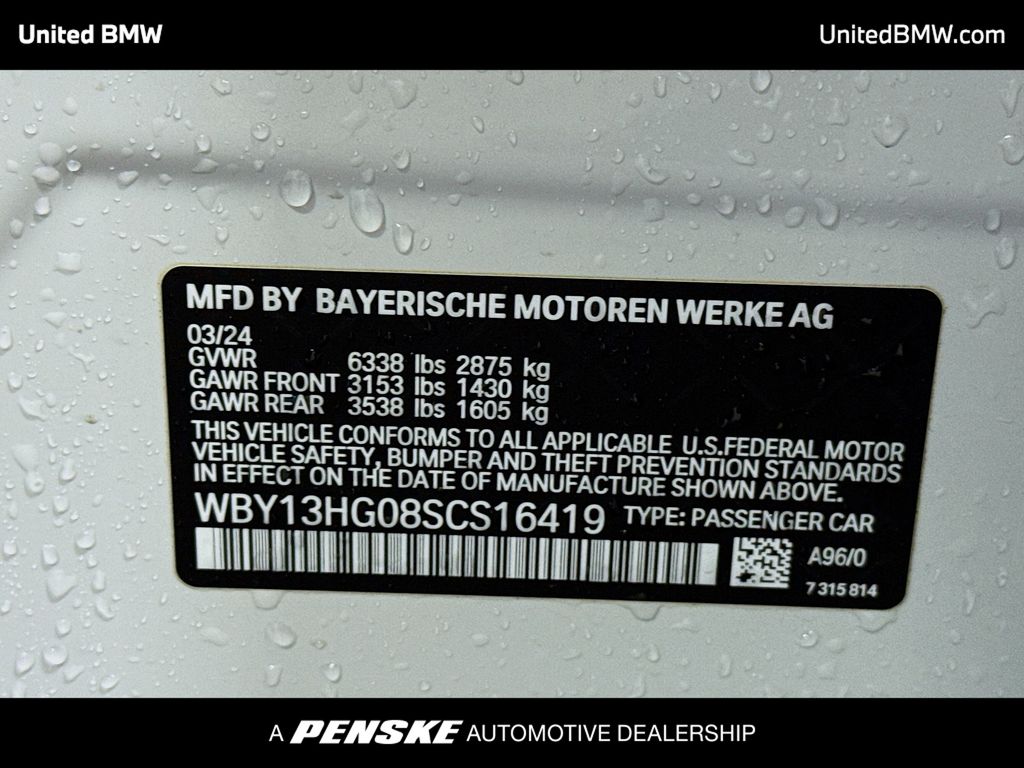 United BMW
UnitedBMW.com
MFD BY BAYERISCHE MOTOREN WERKE AG
03/24
GVWR 6338 lbs 2875 kg
GAWR FRONT 3153 lbs 1430 kg
GAWR REAR 3538 lbs 1605 kg
THIS VEHICLE CONFORMS TO ALL APPLICABLE U.S.FEDERAL MOTOR
VEHICLE SAFETY, BUMPER AND THEFT PREVENTION STANDARDS
IN EFFECT ON THE DATE OF MANUFACTURE SHOWN ABOVE.
WBY13HG08SCS16419 TYPE: PASSENGER CAR
A96/0
7 315 814
A PENSKE AUTOMOTIVE DEALERSHIP